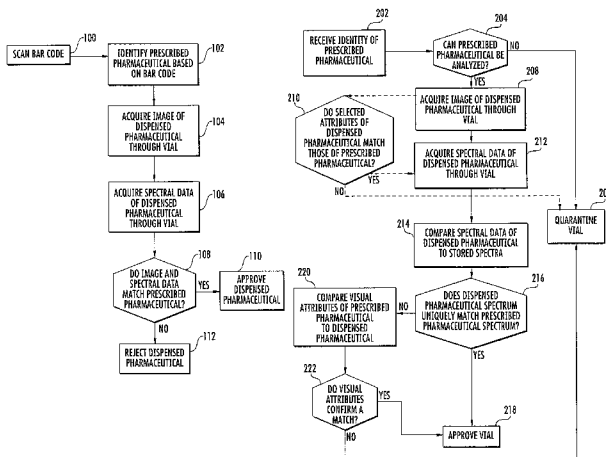 100
SCAN BAR CODE
102
IDENTIFY PRESCRIBED
PHARMACEUTICAL BASED
ON BAR CODE
104
ACQUIRE IMAGE OF
DISPENSED
PHARMACEUTICAL
THROUGH VIAL
106
ACQUIRE SPECTRAL DATA
OF DISPENSED
PHARMACEUTICAL
THROUGH VIAL
108
DO IMAGE AND
SPECTRAL DATA
MATCH PRESCRIBED
PHARMACEUTICAL?
YES
110
APPROVE
DISPENSED
PHARMACEUTICAL
NO
112
REJECT DISPENSED
PHARMACEUTICAL
202
RECEIVE IDENTITY OF
PRESCRIBED
PHARMACEUTICAL
204
CAN PRESCRIBED
PHARMACEUTICAL BE
ANALYZED?
NO
YES
208
ACQUIRE IMAGE OF DISPENSED
PHARMACEUTICAL THROUGH
VIAL
210
DO SELECTED
ATTRIBUTES OF
DISPENSED
PHARMACEUTICAL MATCH
THOSE OF PRESCRIBED
PHARMACEUTICAL?
YES
NO
212
ACQUIRE SPECTRAL DATA OF
DISPENSED PHARMACEUTICAL
THROUGH VIAL
QUARANTINE
VIAL
214
COMPARE SPECTRAL DATA OF
DISPENSED PHARMACEUTICAL
TO STORED SPECTRA
216
DOES DISPENSED
PHARMACEUTICAL SPECTRUM
UNIQUELY MATCH PRESCRIBED
PHARMACEUTICAL SPECTRUM?
NO
YES
220
COMPARE VISUAL
ATTRIBUTES OF PRESCRIBED
PHARMACEUTICAL
TO DISPENSED
PHARMACEUTICAL
222
DO VISUAL
ATTRIBUTES
CONFIRM A
MATCH?
YES
NO
218
APPROVE VIAL